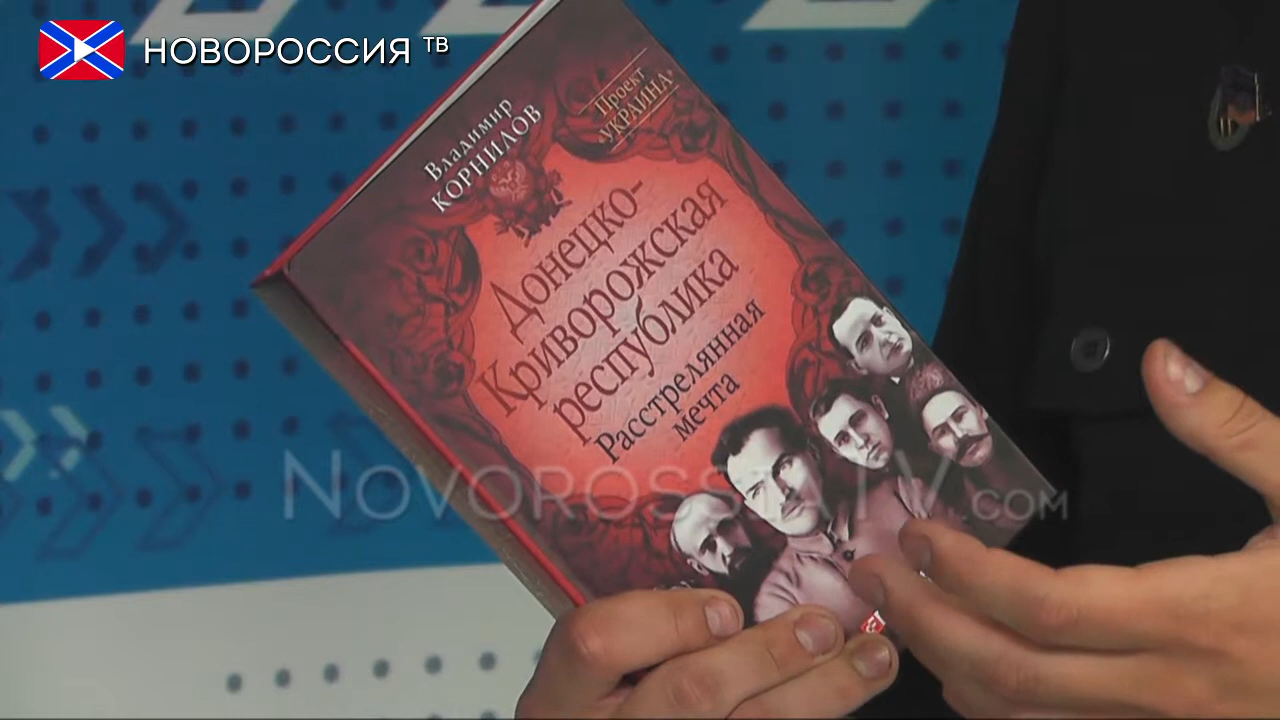 НОВОРОССИЯ ТВ
Владимир
КОРНИЛОВ
Проект
«УКРАИНА»
Донецко-
Криворожская
республика
Расстрелянная
мечта
NOVOROSSIATV.COM